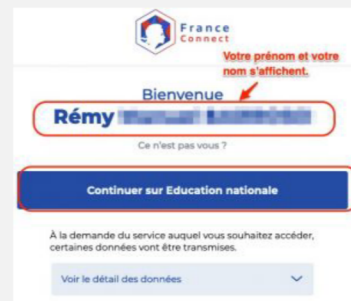 France
Connect
Votre prénom et votre
nom s'affichent.
Bienvenue
Rémy
Ce n'est pas vous ?
Continuer sur Education nationale
À la demande du service auquel vous souhaitez accéder,
certaines données vont être transmises.
Voir le détail des données